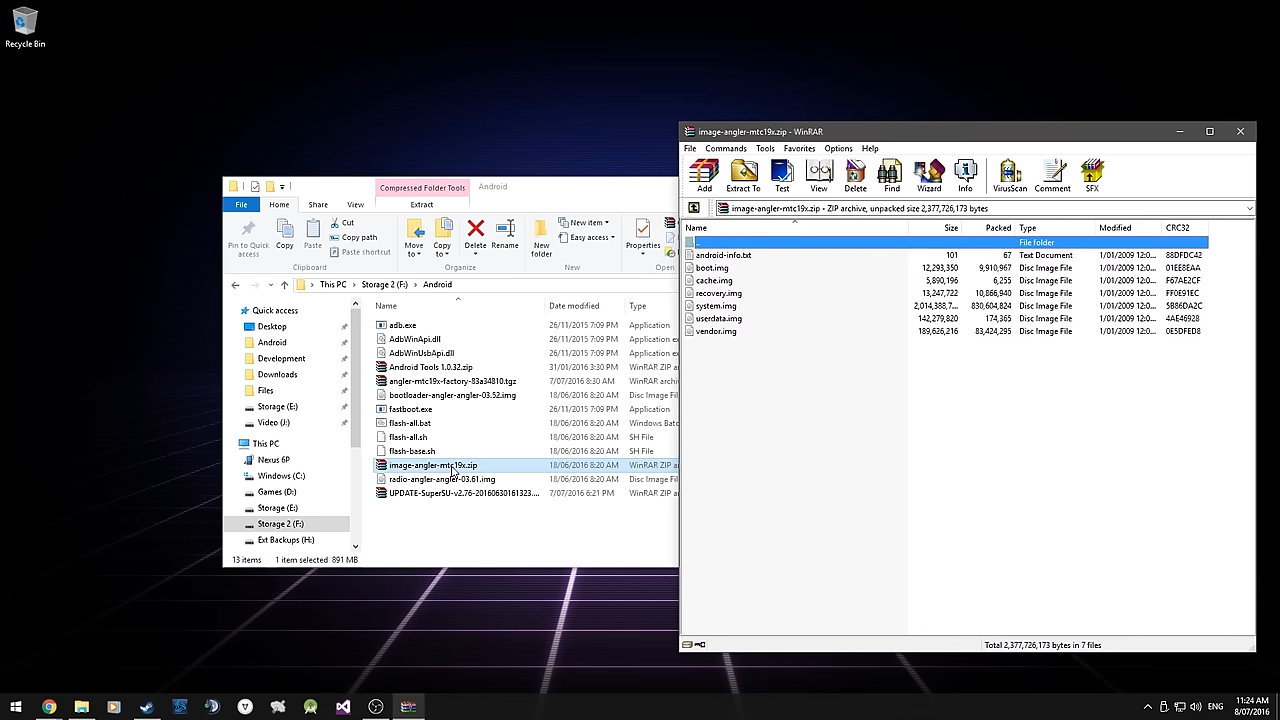 Recycle Bin
Compressed Folder Tools
Android
File
Home
Share
View
Extract
Pin to Quick access
Copy
Paste
Cut
Copy path
Paste shortcut
Move to
Copy to
Delete
Rename
New folder
New item
Easy access
Properties
Clipboard
Organize
New
Open
This PC
Storage 2 (F:)
Android
Name
Date modified
Type
Quick access
Desktop
Android
Development
Downloads
Files
Storage (E:)
Video (J:)
This PC
Nexus 6P
Windows (C:)
Games (D:)
Storage (E:)
Storage 2 (F:)
Ext Backups (H:)
adb.exe 26/11/2015 7:09 PM Application
AdbWinApi.dll 26/11/2015 7:09 PM Application ex
AdbWinUsbApi.dll 26/11/2015 7:09 PM Application ex
Android Tools 1.0.32.zip 31/01/2016 3:30 PM WinRAR ZIP ar
angler-mtc19x-factory-83a34810.tgz 7/07/2016 8:30 AM WinRAR archiv
bootloader-angler-angler-03.52.img 18/06/2016 8:20 AM Disc Image Fil
fastboot.exe 26/11/2015 7:09 PM Application
flash-all.bat 18/06/2016 8:20 AM Windows Batc
flash-all.sh 18/06/2016 8:20 AM SH File
flash-base.sh 18/06/2016 8:20 AM SH File
image-angler-mtc19x.zip 18/06/2016 8:20 AM WinRAR ZIP ar
radio-angler-angler-03.61.img 18/06/2016 8:20 AM Disc Image Fil
UPDATE-SuperSU-v2.76-20160630161323.... 7/07/2016 6:21 PM WinRAR ZIP ar
13 items 1 item selected 891 MB
image-angler-mtc19x.zip - WinRAR
File Commands Tools Favorites Options Help
Add Extract To Test View Delete Find Wizard Info VirusScan Comment SFX
image-angler-mtc19x.zip - ZIP archive, unpacked size 2,377,726,173 bytes
Name Size Packed Type Modified CRC32
.. File folder
android-info.txt 101 67 Text Document 1/01/2009 12:0... 88DFDC42
boot.img 12,293,350 9,910,967 Disc Image File 1/01/2009 12:0... 01EE8EAA
cache.img 5,890,196 6,255 Disc Image File 1/01/2009 12:0... F67AE2CF
recovery.img 13,247,722 10,866,940 Disc Image File 1/01/2009 12:0... FF0E91EC
system.img 2,014,388,7... 830,604,824 Disc Image File 1/01/2009 12:0... 5B86DA2C
userdata.img 142,279,820 174,365 Disc Image File 1/01/2009 12:0... 4AE46928
vendor.img 189,626,216 83,424,295 Disc Image File 1/01/2009 12:0... 0E5DFED8
Total 2,377,726,173 bytes in 7 files
ENG
11:24 AM
8/07/2016